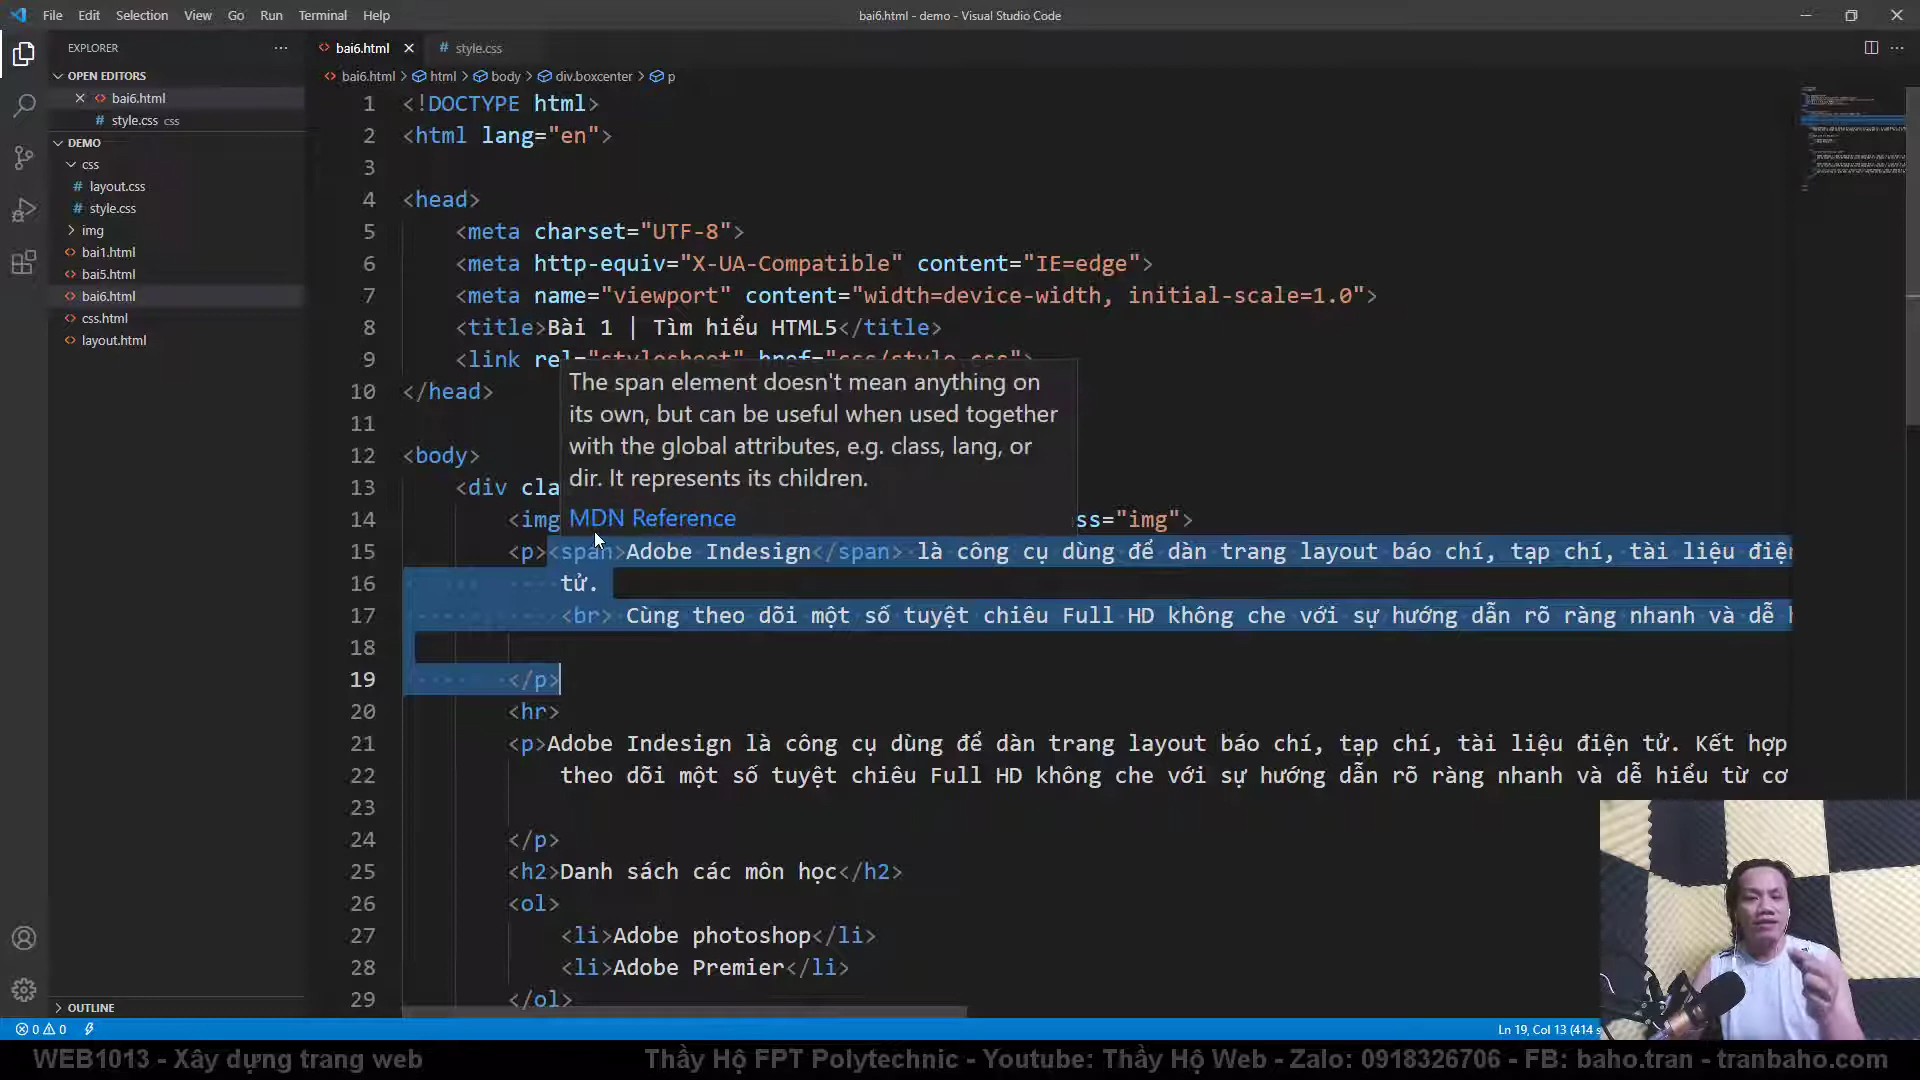 File Edit Selection View Go Run Terminal Help
bai6.html - demo - Visual Studio Code
EXPLORER
OPEN EDITORS
bai6.html
style.css css
DEMO
css
layout.css
style.css
img
bai1.html
bai5.html
bai6.html
css.html
layout.html
OUTLINE
bai6.html
style.css
bai6.html > html > body > div.boxcenter > p
1 <!DOCTYPE html>
2 <html lang="en">
3
4 <head>
5 <meta charset="UTF-8">
6 <meta http-equiv="X-UA-Compatible" content="IE=edge">
7 <meta name="viewport" content="width=device-width, initial-scale=1.0">
8 <title>Bài 1 | Tìm hiểu HTML5</title>
9 <link rel="stylesheet" href="css/style.css">
The span element doesn't mean anything on
its own, but can be useful when used together
with the global attributes, e.g. class, lang, or
dir. It represents its children.
MDN Reference
10 </head>
11
12 <body>
13 <div cla
14 <img ss="img">
15 <p><span>Adobe Indesign</span> là công cụ dùng để dàn trang layout báo chí, tạp chí, tài liệu điện
16 tử.
17 <br> Cùng theo dõi một số tuyệt chiêu Full HD không che với sự hướng dẫn rõ ràng nhanh và dễ
18
19 </p>
20 <hr>
21 <p>Adobe Indesign là công cụ dùng để dàn trang layout báo chí, tạp chí, tài liệu điện tử. Kết hợp
22 theo dõi một số tuyệt chiêu Full HD không che với sự hướng dẫn rõ ràng nhanh và dễ hiểu từ cơ
23
24 </p>
25 <h2>Danh sách các môn học</h2>
26 <ol>
27 <li>Adobe photoshop</li>
28 <li>Adobe Premier</li>
29 </ol>
0 0
Ln 19, Col 13 (414 s
WEB1013 - Xây dựng trang web
Thầy Hộ FPT Polytechnic - Youtube: Thầy Hộ Web - Zalo: 0918326706 - FB: baho.tran - tranbaho.com